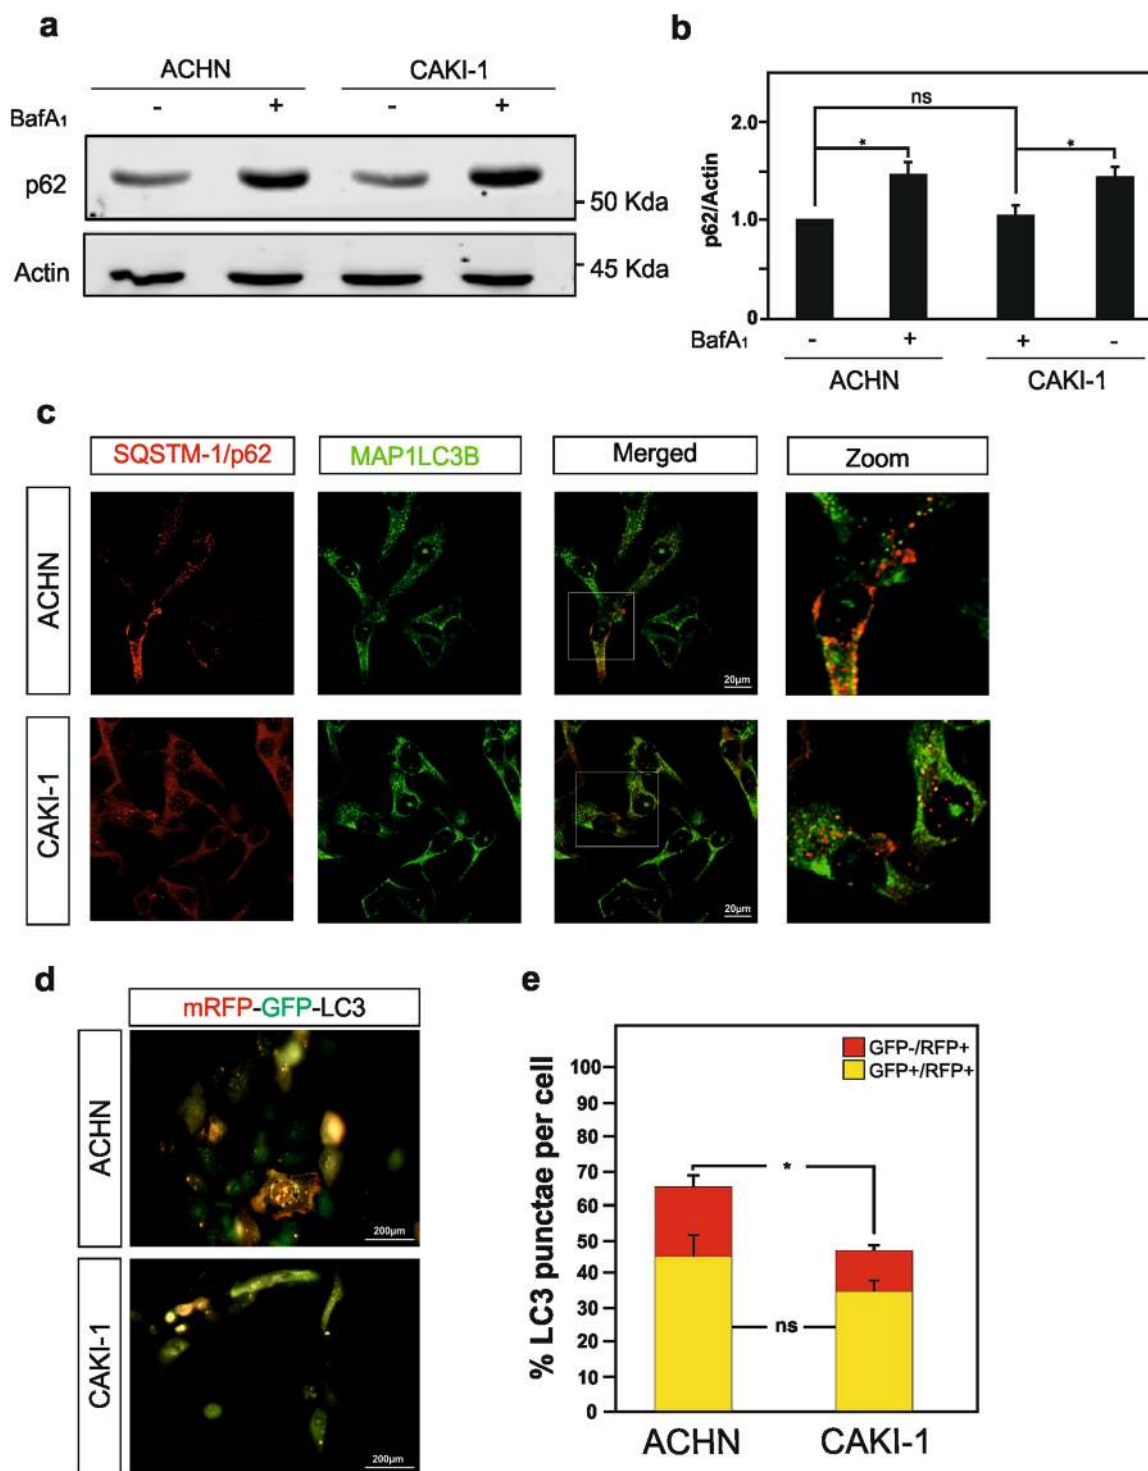 a
ACHN CAKI-1
BafA1 - + - +
p62
50 Kda
Actin
45 Kda
b
ns
* *
2.0
1.0
0
p62/Actin
BafA1 - + + -
ACHN CAKI-1
c
SQSTM-1/p62 MAP1LC3B Merged Zoom
ACHN
20µm
CAKI-1
20µm
d
mRFP-GFP-LC3
ACHN
200µm
CAKI-1
200µm
e
GFP-/RFP+
GFP+/RFP+
% LC3 punctae per cell
100
90
80
70
60
50
40
30
20
10
0
*
ns
ACHN CAKI-1